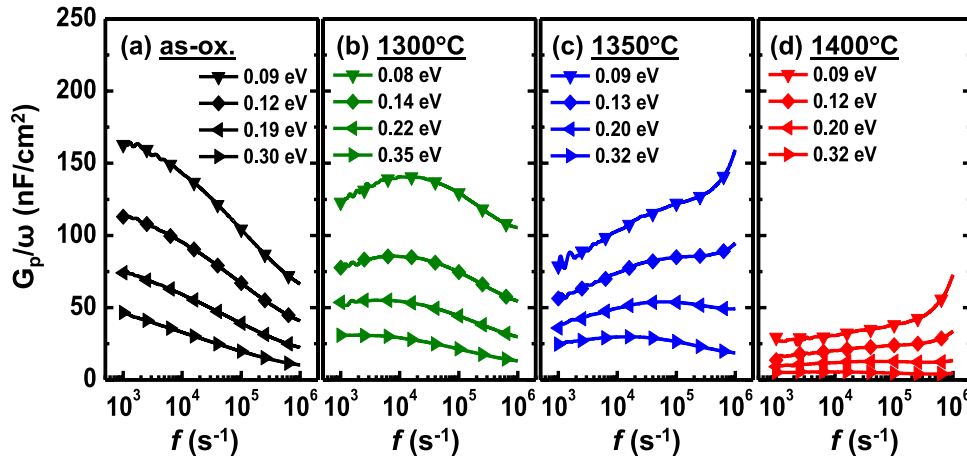 250
200
150
100
50
0
G_p/ω (nF/cm²)
(a) as-ox.
0.09 eV
0.12 eV
0.19 eV
0.30 eV
(b) 1300°C
0.08 eV
0.14 eV
0.22 eV
0.35 eV
(c) 1350°C
0.09 eV
0.13 eV
0.20 eV
0.32 eV
(d) 1400°C
0.09 eV
0.12 eV
0.20 eV
0.32 eV
10³ 10⁴ 10⁵ 10⁶ 10³ 10⁴ 10⁵ 10⁶ 10³ 10⁴ 10⁵ 10⁶ 10³ 10⁴ 10⁵ 10⁶
f (s⁻¹) f (s⁻¹) f (s⁻¹) f (s⁻¹)